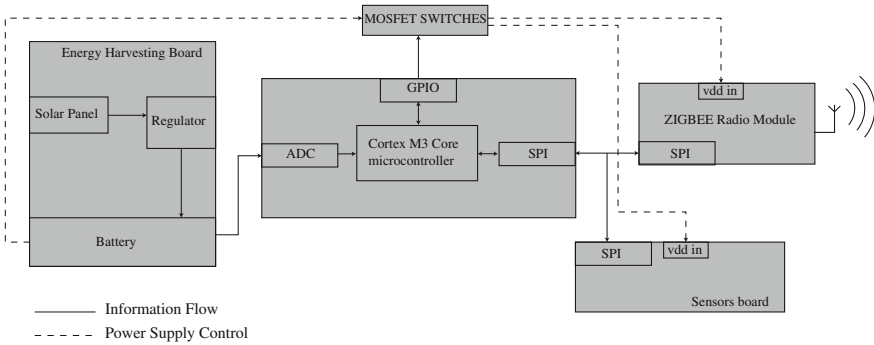 MOSFET SWITCHES
Energy Harvesting Board
Solar Panel
Regulator
Battery
GPIO
ADC
Cortex M3 Core
microcontroller
SPI
vdd in
ZIGBEE Radio Module
SPI
SPI
vdd in
Sensors board
Information Flow
Power Supply Control